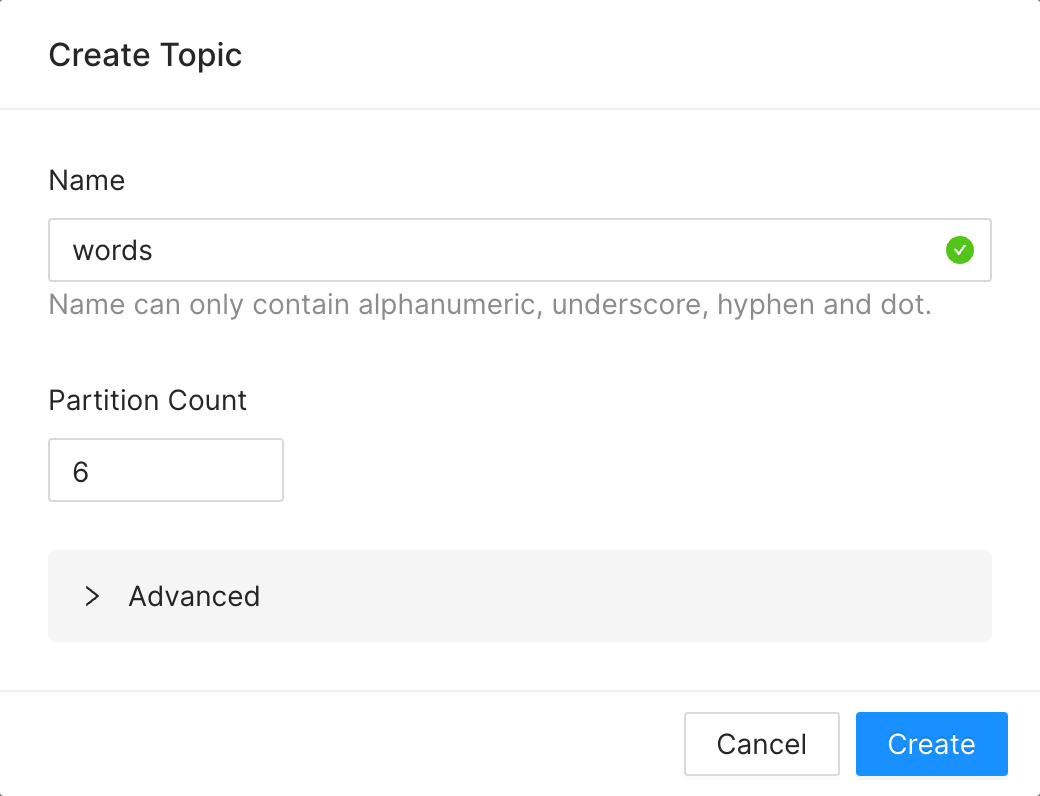 Create Topic
Name
words
Name can only contain alphanumeric, underscore, hyphen and dot.
Partition Count
6
Advanced
Cancel
Create